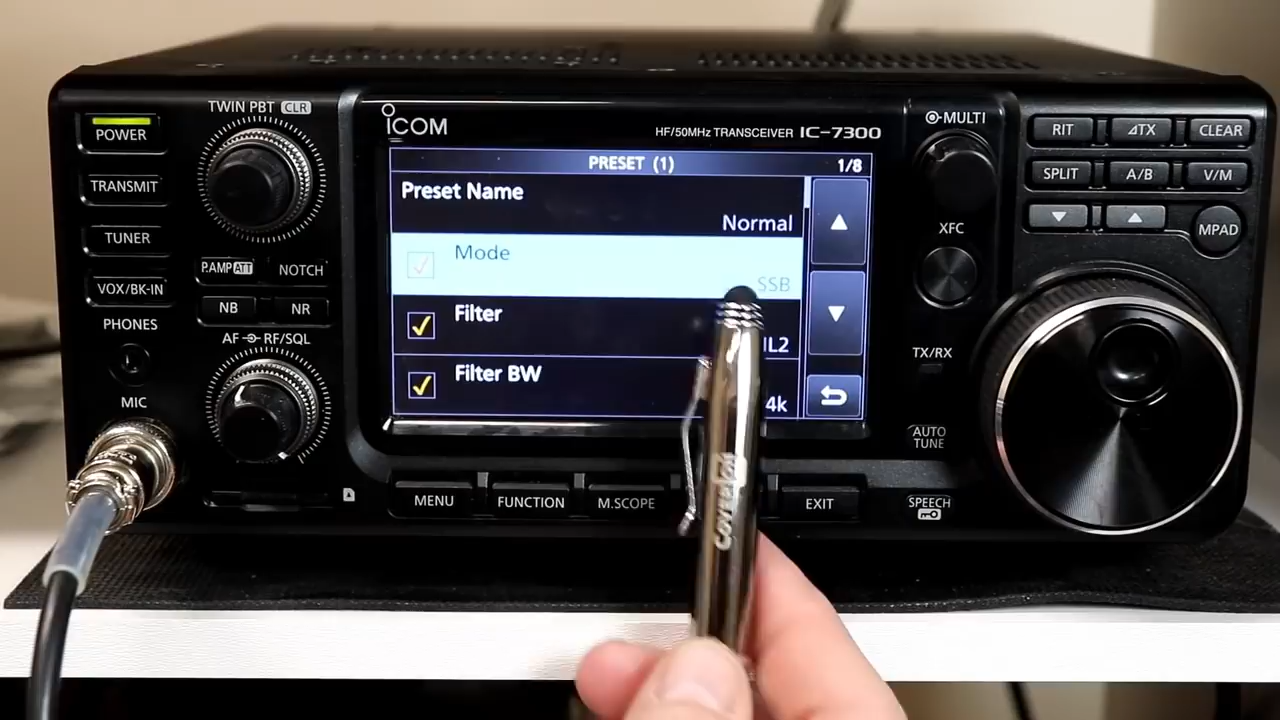 TWIN PBT CLR
POWER
TRANSMIT
TUNER
VOX/BK-IN
PHONES
MIC
P.AMP ATT
NOTCH
NB
NR
AF RF/SQL
ICOM
HF/50MHz TRANSCEIVER IC-7300
PRESET (1)
1/8
Preset Name
Normal
Mode
SSB
Filter
IL2
Filter BW
4k
MENU
FUNCTION
M.SCOPE
EXIT
MULTI
XFC
TX/RX
AUTO
TUNE
SPEECH
RIT
⊿TX
CLEAR
SPLIT
A/B
V/M
MPAD